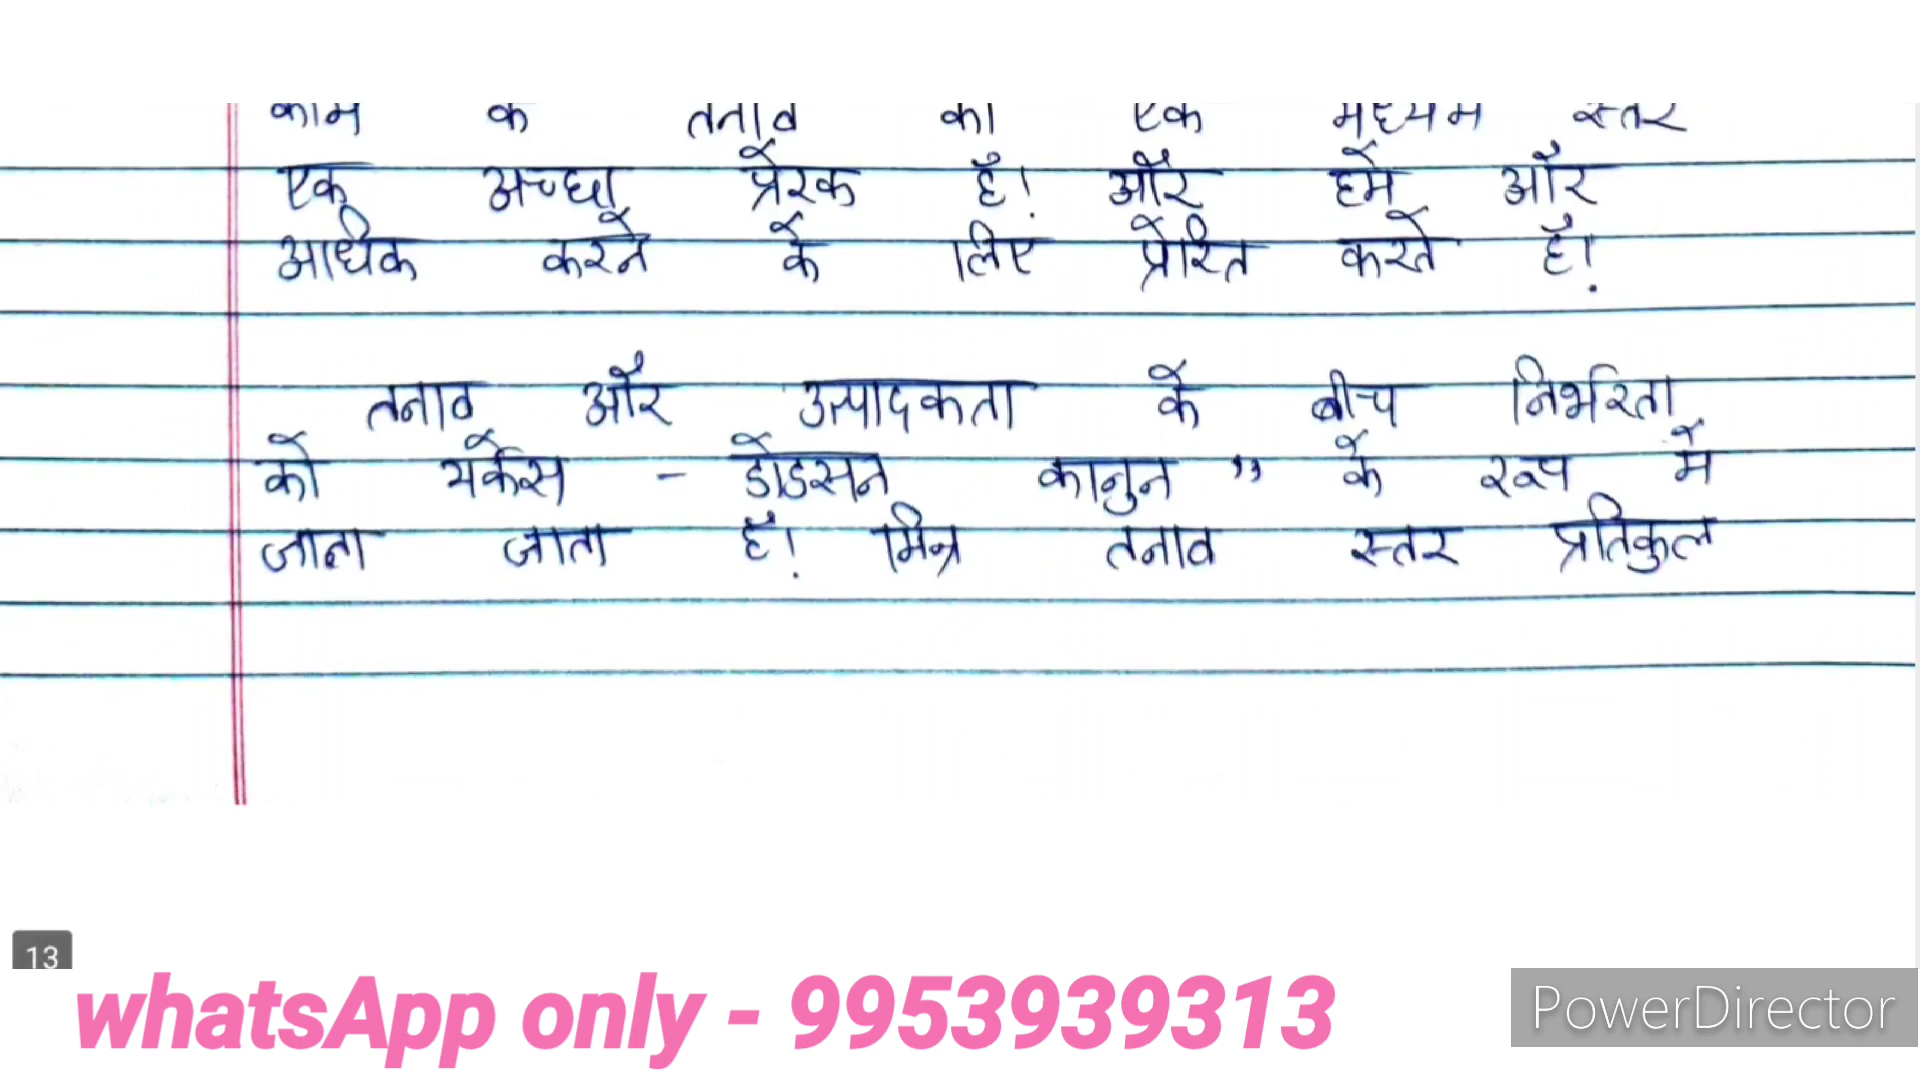 काम के तनाव का एक मध्यम स्तर
एक अच्छा प्रेरक है! और हमें और
अधिक करने के लिए प्रेरित करते है!
तनाव और उत्पादकता के बीच निर्भरता
को यर्केस - डोडसन कानुन" के रूप में
जाना जाता है! मिन्न तनाव स्तर प्रतिकुल
13
whatsApp only - 9953939313
PowerDirector